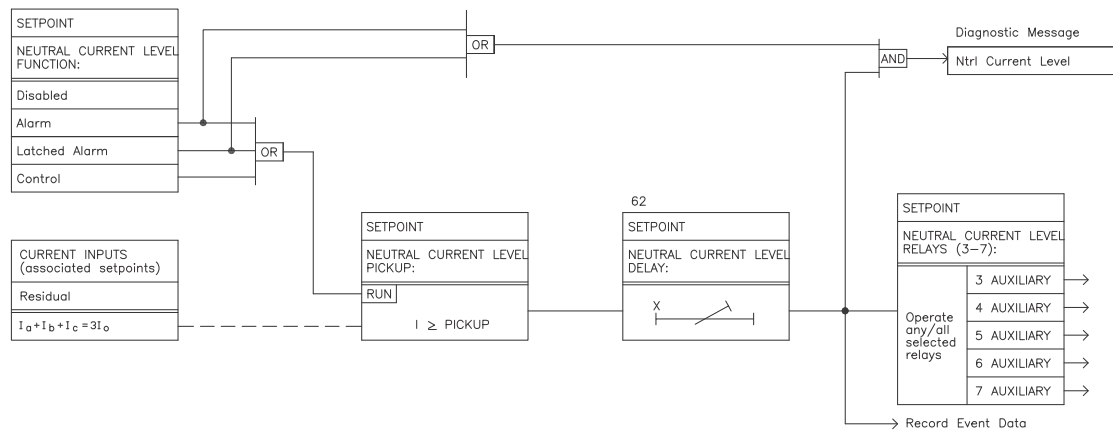 SETPOINT
NEUTRAL CURRENT LEVEL
FUNCTION:
Disabled
Alarm
Latched Alarm
Control
OR
OR
AND
Diagnostic Message
Ntrl Current Level
CURRENT INPUTS
(associated setpoints)
Residual
Ia+Ib+Ic=3Io
SETPOINT
NEUTRAL CURRENT LEVEL
PICKUP:
RUN
I ≥ PICKUP
62
SETPOINT
NEUTRAL CURRENT LEVEL
DELAY:
X
SETPOINT
NEUTRAL CURRENT LEVEL
RELAYS (3-7):
Operate
any/all
selected
relays
3 AUXILIARY
4 AUXILIARY
5 AUXILIARY
6 AUXILIARY
7 AUXILIARY
Record Event Data